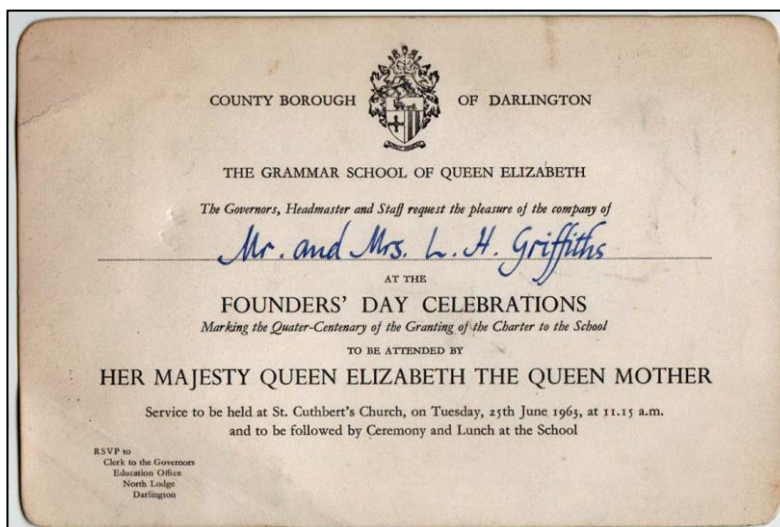 COUNTY BOROUGH OF DARLINGTON
THE GRAMMAR SCHOOL OF QUEEN ELIZABETH
The Governors, Headmaster and Staff request the pleasure of the company of
Mr. and Mrs. L. H. Griffiths
AT THE
FOUNDERS' DAY CELEBRATIONS
Marking the Quater-Centenary of the Granting of the Charter to the School
TO BE ATTENDED BY
HER MAJESTY QUEEN ELIZABETH THE QUEEN MOTHER
Service to be held at St. Cuthbert's Church, on Tuesday, 25th June 1963, at 11.15 a.m.
and to be followed by Ceremony and Lunch at the School
RSVP to
Clerk to the Governors
Education Office
North Lodge
Darlington